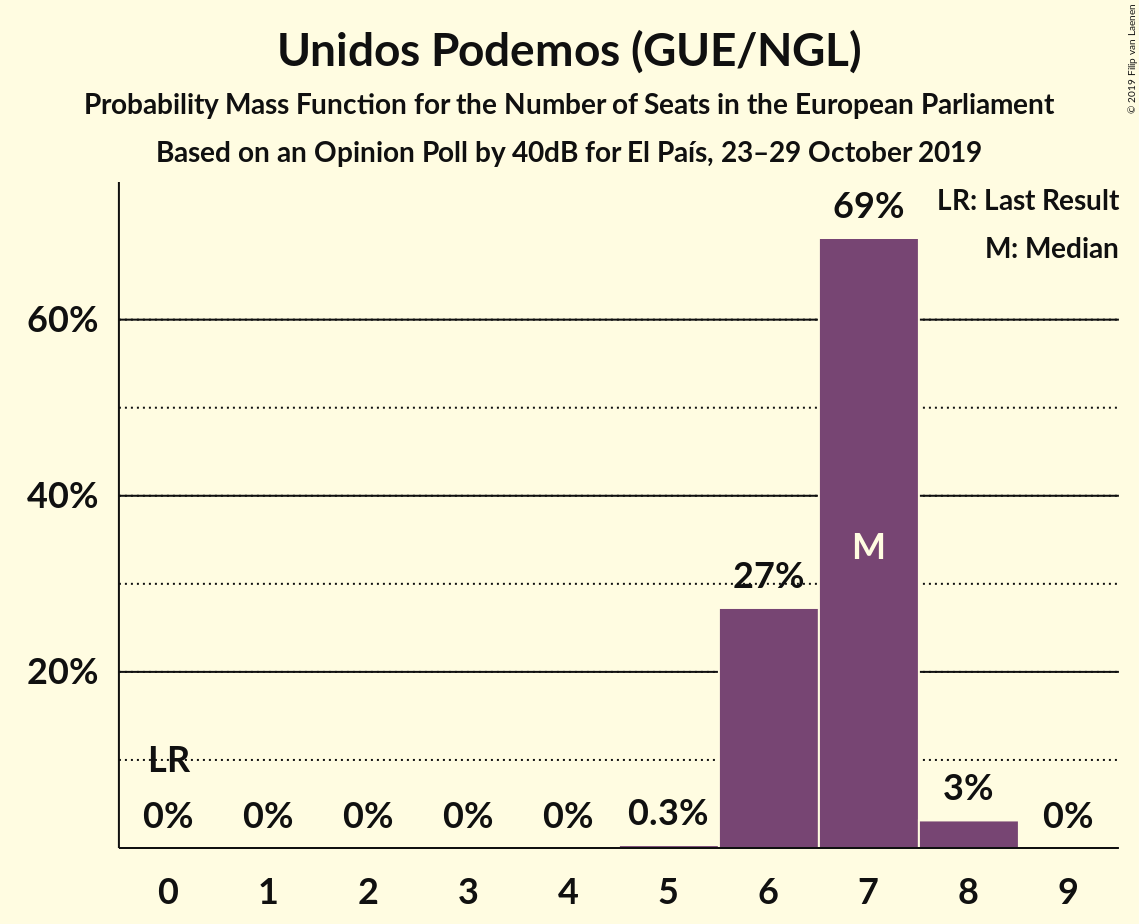 Unidos Podemos (GUE/NGL)
Probability Mass Function for the Number of Seats in the European Parliament
Based on an Opinion Poll by 40dB for El País, 23–29 October 2019
© 2019 Filip van Laenen
LR: Last Result
M: Median
60%
40%
20%
LR
0%
0%
0%
0%
0%
0.3%
27%
69%
M
3%
0%
0 1 2 3 4 5 6 7 8 9